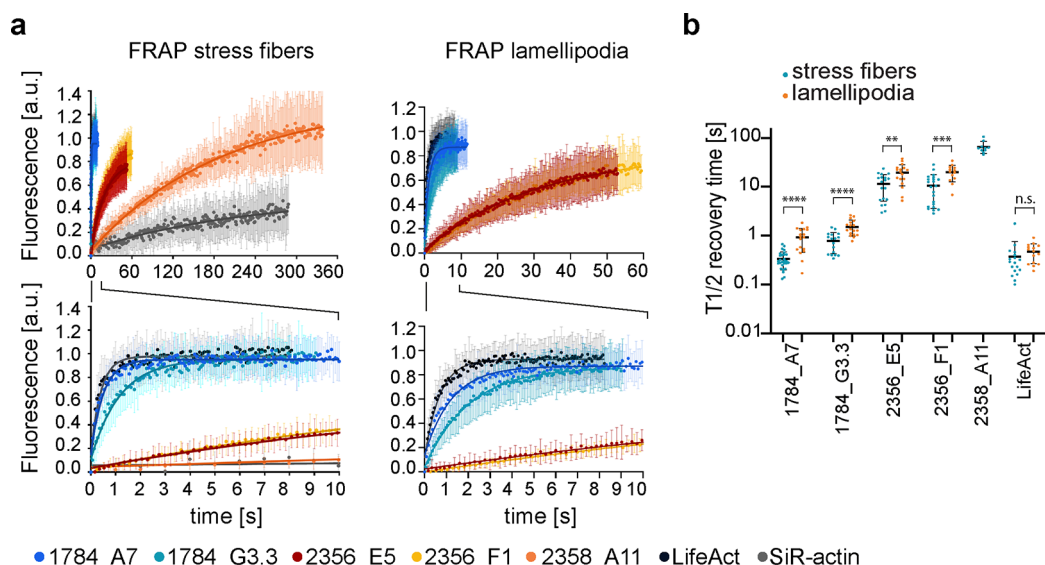 a
FRAP stress fibers
FRAP lamellipodia
Fluorescence [a.u.]
1.4
1.2
1.0
0.8
0.6
0.4
0.2
0.0
0 60 120 180 240 300 360
1.4
1.2
1.0
0.8
0.6
0.4
0.2
0.0
0 10 20 30 40 50 60
Fluorescence [a.u.]
1.4
1.2
1.0
0.8
0.6
0.4
0.2
0.0
0 1 2 3 4 5 6 7 8 9 10
time [s]
1.4
1.2
1.0
0.8
0.6
0.4
0.2
0.0
0 1 2 3 4 5 6 7 8 9 10
time [s]
1784 A7 1784 G3.3 2356 E5 2356 F1 2358 A11 LifeAct SiR-actin
b
stress fibers
lamellipodia
T1/2 recovery time [s]
100
10
1
0.1
0.01
**** **** ** *** n.s.
1784_A7
1784_G3.3
2356_E5
2356_F1
2358_A11
LifeAct